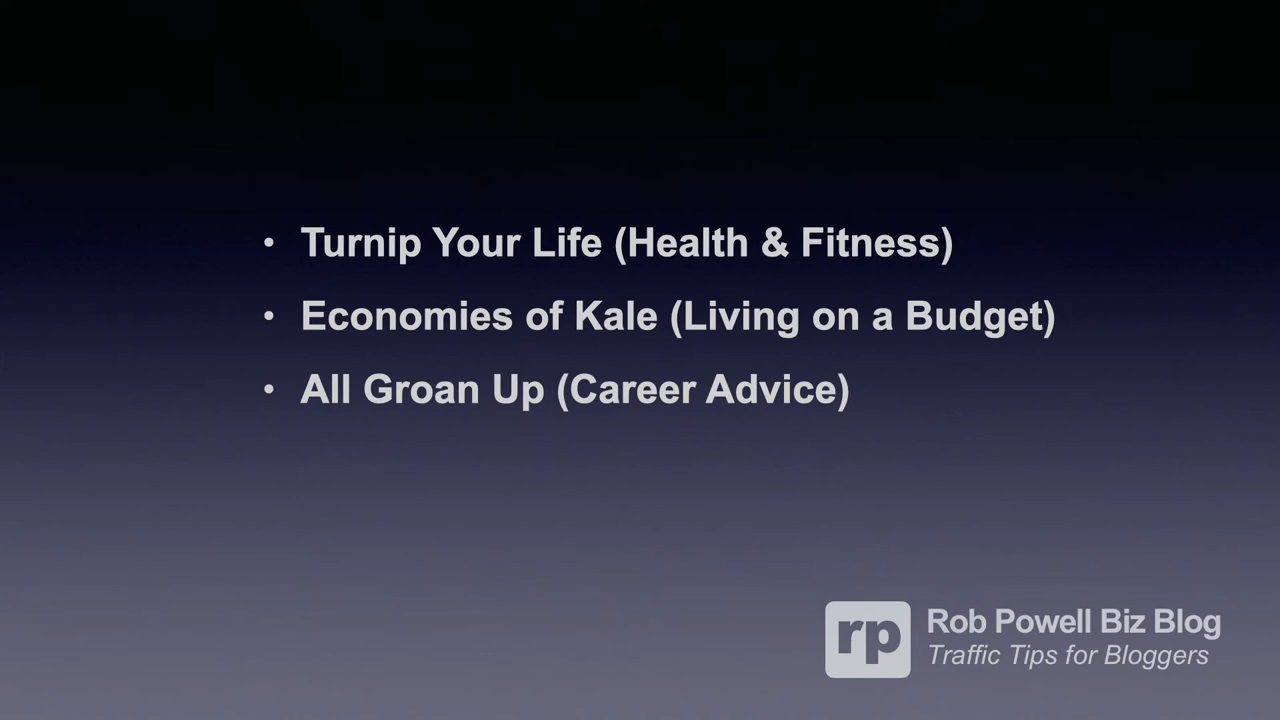 • Turnip Your Life (Health & Fitness)
• Economies of Kale (Living on a Budget)
• All Groan Up (Career Advice)
rp
Rob Powell Biz Blog
Traffic Tips for Bloggers